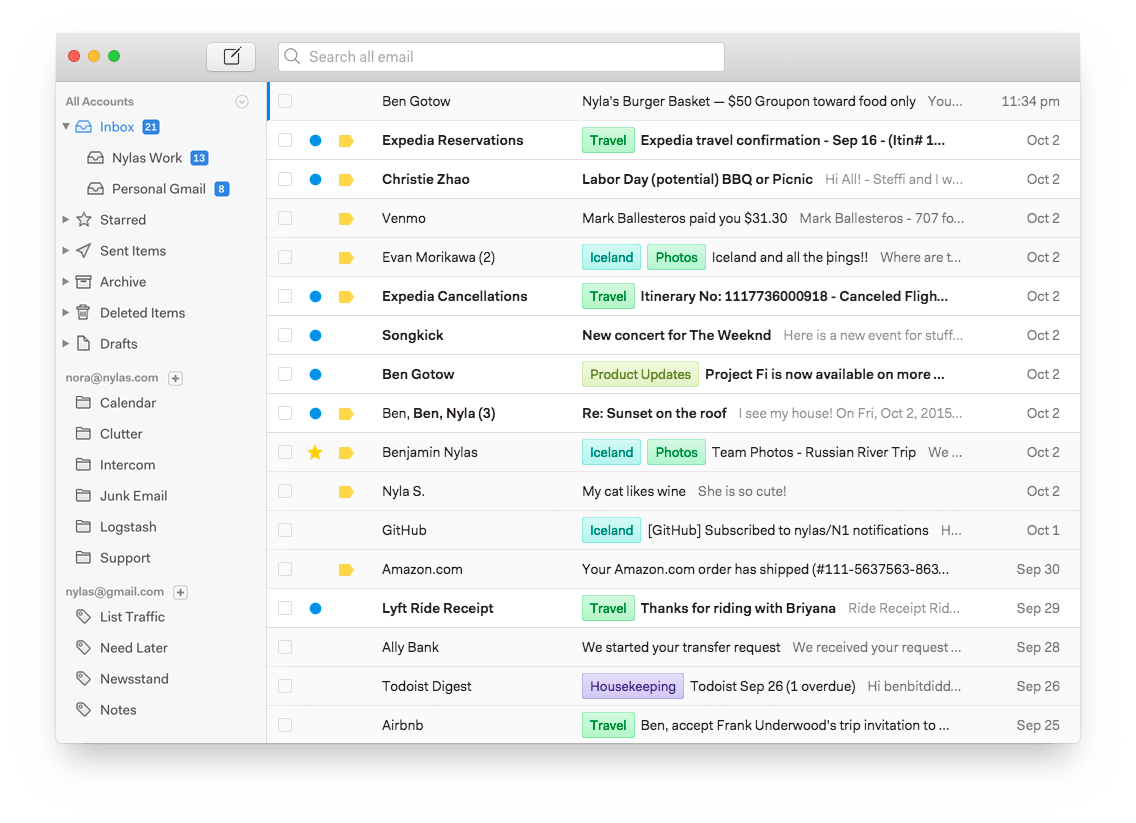 Search all email
All Accounts
Inbox 21
Nylas Work 13
Personal Gmail 8
Starred
Sent Items
Archive
Deleted Items
Drafts
nora@nylas.com
Calendar
Clutter
Intercom
Junk Email
Logstash
Support
nylas@gmail.com
List Traffic
Need Later
Newsstand
Notes
Ben Gotow Nyla's Burger Basket — $50 Groupon toward food only You... 11:34 pm
Expedia Reservations Travel Expedia travel confirmation - Sep 16 - (Itin# 1... Oct 2
Christie Zhao Labor Day (potential) BBQ or Picnic Hi All! - Steffi and I w... Oct 2
Venmo Mark Ballesteros paid you $31.30 Mark Ballesteros - 707 fo... Oct 2
Evan Morikawa (2) Iceland Photos Iceland and all the þings!! Where are t... Oct 2
Expedia Cancellations Travel Itinerary No: 1117736000918 - Canceled Fligh... Oct 2
Songkick New concert for The Weeknd Here is a new event for stuff... Oct 2
Ben Gotow Product Updates Project Fi is now available on more ... Oct 2
Ben, Ben, Nyla (3) Re: Sunset on the roof I see my house! On Fri, Oct 2, 2015... Oct 2
Benjamin Nylas Iceland Photos Team Photos - Russian River Trip We ... Oct 2
Nyla S. My cat likes wine She is so cute! Oct 2
GitHub Iceland [GitHub] Subscribed to nylas/N1 notifications H... Oct 1
Amazon.com Your Amazon.com order has shipped (#111-5637563-863... Sep 30
Lyft Ride Receipt Travel Thanks for riding with Briyana Ride Receipt Rid... Sep 29
Ally Bank We started your transfer request We received your request ... Sep 28
Todoist Digest Housekeeping Todoist Sep 26 (1 overdue) Hi benbitdidd... Sep 26
Airbnb Travel Ben, accept Frank Underwood's trip invitation to ... Sep 25